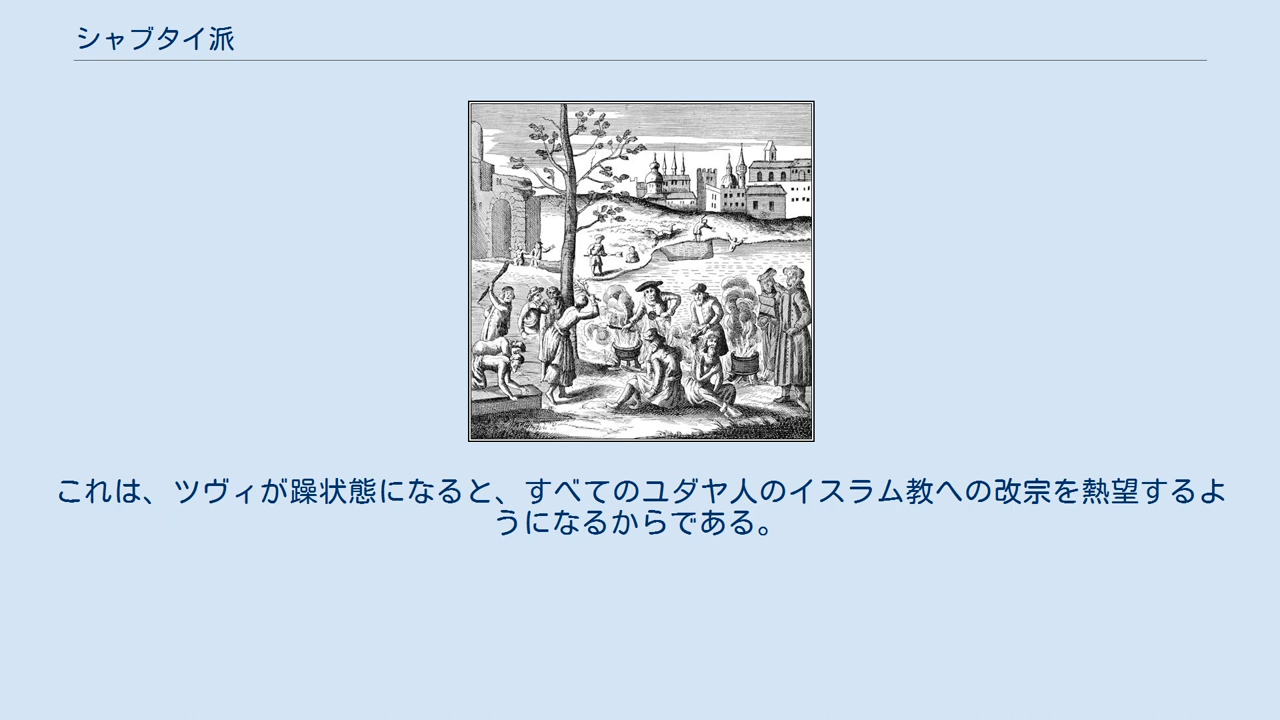 シャブタイ派
これは、ツヴィが躁状態になると、すべてのユダヤ人のイスラム教への改宗を熱望するよ
うになるからである。